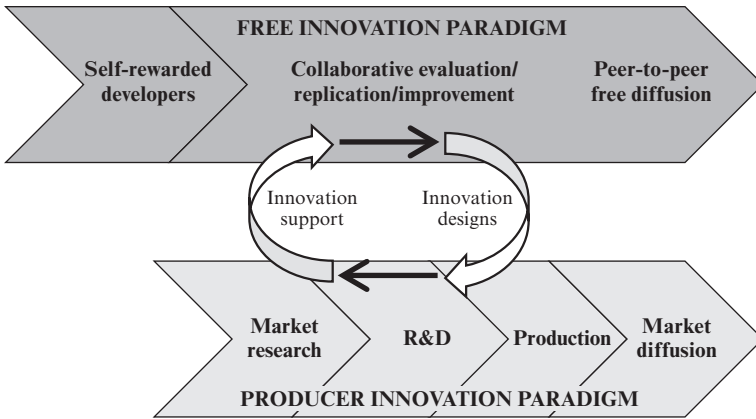 FREE INNOVATION PARADIGM
Self-rewarded
developers
Collaborative evaluation/
replication/improvement
Peer-to-peer
free diffusion
Innovation
support
Innovation
designs
Market
research
R&D
Production
Market
diffusion
PRODUCER INNOVATION PARADIGM